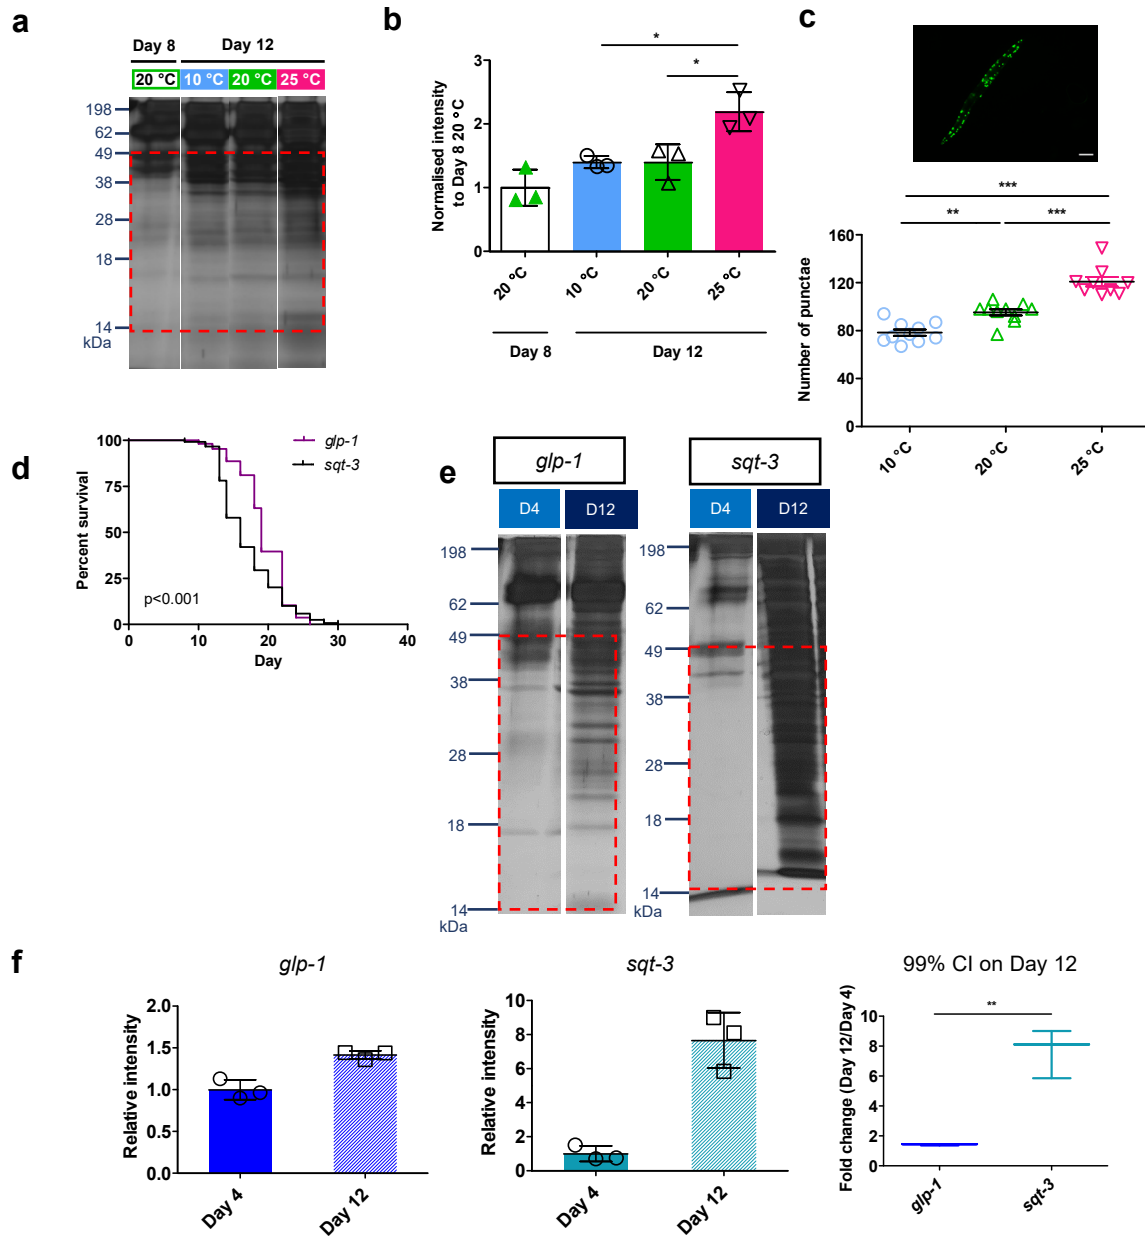 a
Day 8
Day 12
20 °C
10 °C
20 °C
25 °C
198
62
49
38
28
18
14
kDa
b
*
*
Normalised intensity
to Day 8 20 °C
3
2
1
0
20 °C
10 °C
20 °C
25 °C
Day 8
Day 12
c
***
**
***
Number of punctae
160
120
80
40
0
10 °C
20 °C
25 °C
d
Percent survival
100
75
50
25
0
glp-1
sqt-3
p<0.001
0
10
20
30
40
Day
e
glp-1
sqt-3
D4
D12
D4
D12
198
62
49
38
28
18
14
kDa
198
62
49
38
28
18
14
kDa
f
glp-1
Relative intensity
2.0
1.5
1.0
0.5
0.0
Day 4
Day 12
sqt-3
Relative intensity
10
8
6
4
2
0
Day 4
Day 12
99% CI on Day 12
**
Fold change (Day 12/Day 4)
10
8
6
4
2
0
glp-1
sqt-3